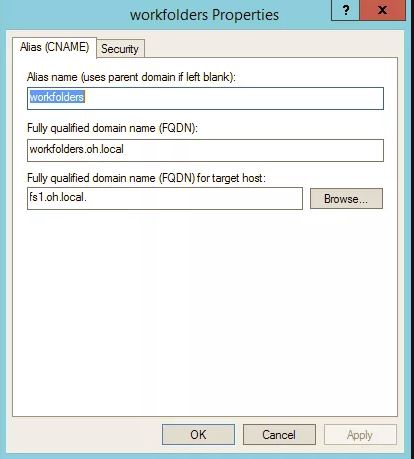 workfolders Properties
? x
Alias (CNAME) Security
Alias name (uses parent domain if left blank):
workfolders
Fully qualified domain name (FQDN):
workfolders.oh.local
Fully qualified domain name (FQDN) for target host:
fs1.oh.local. Browse...
OK Cancel Apply